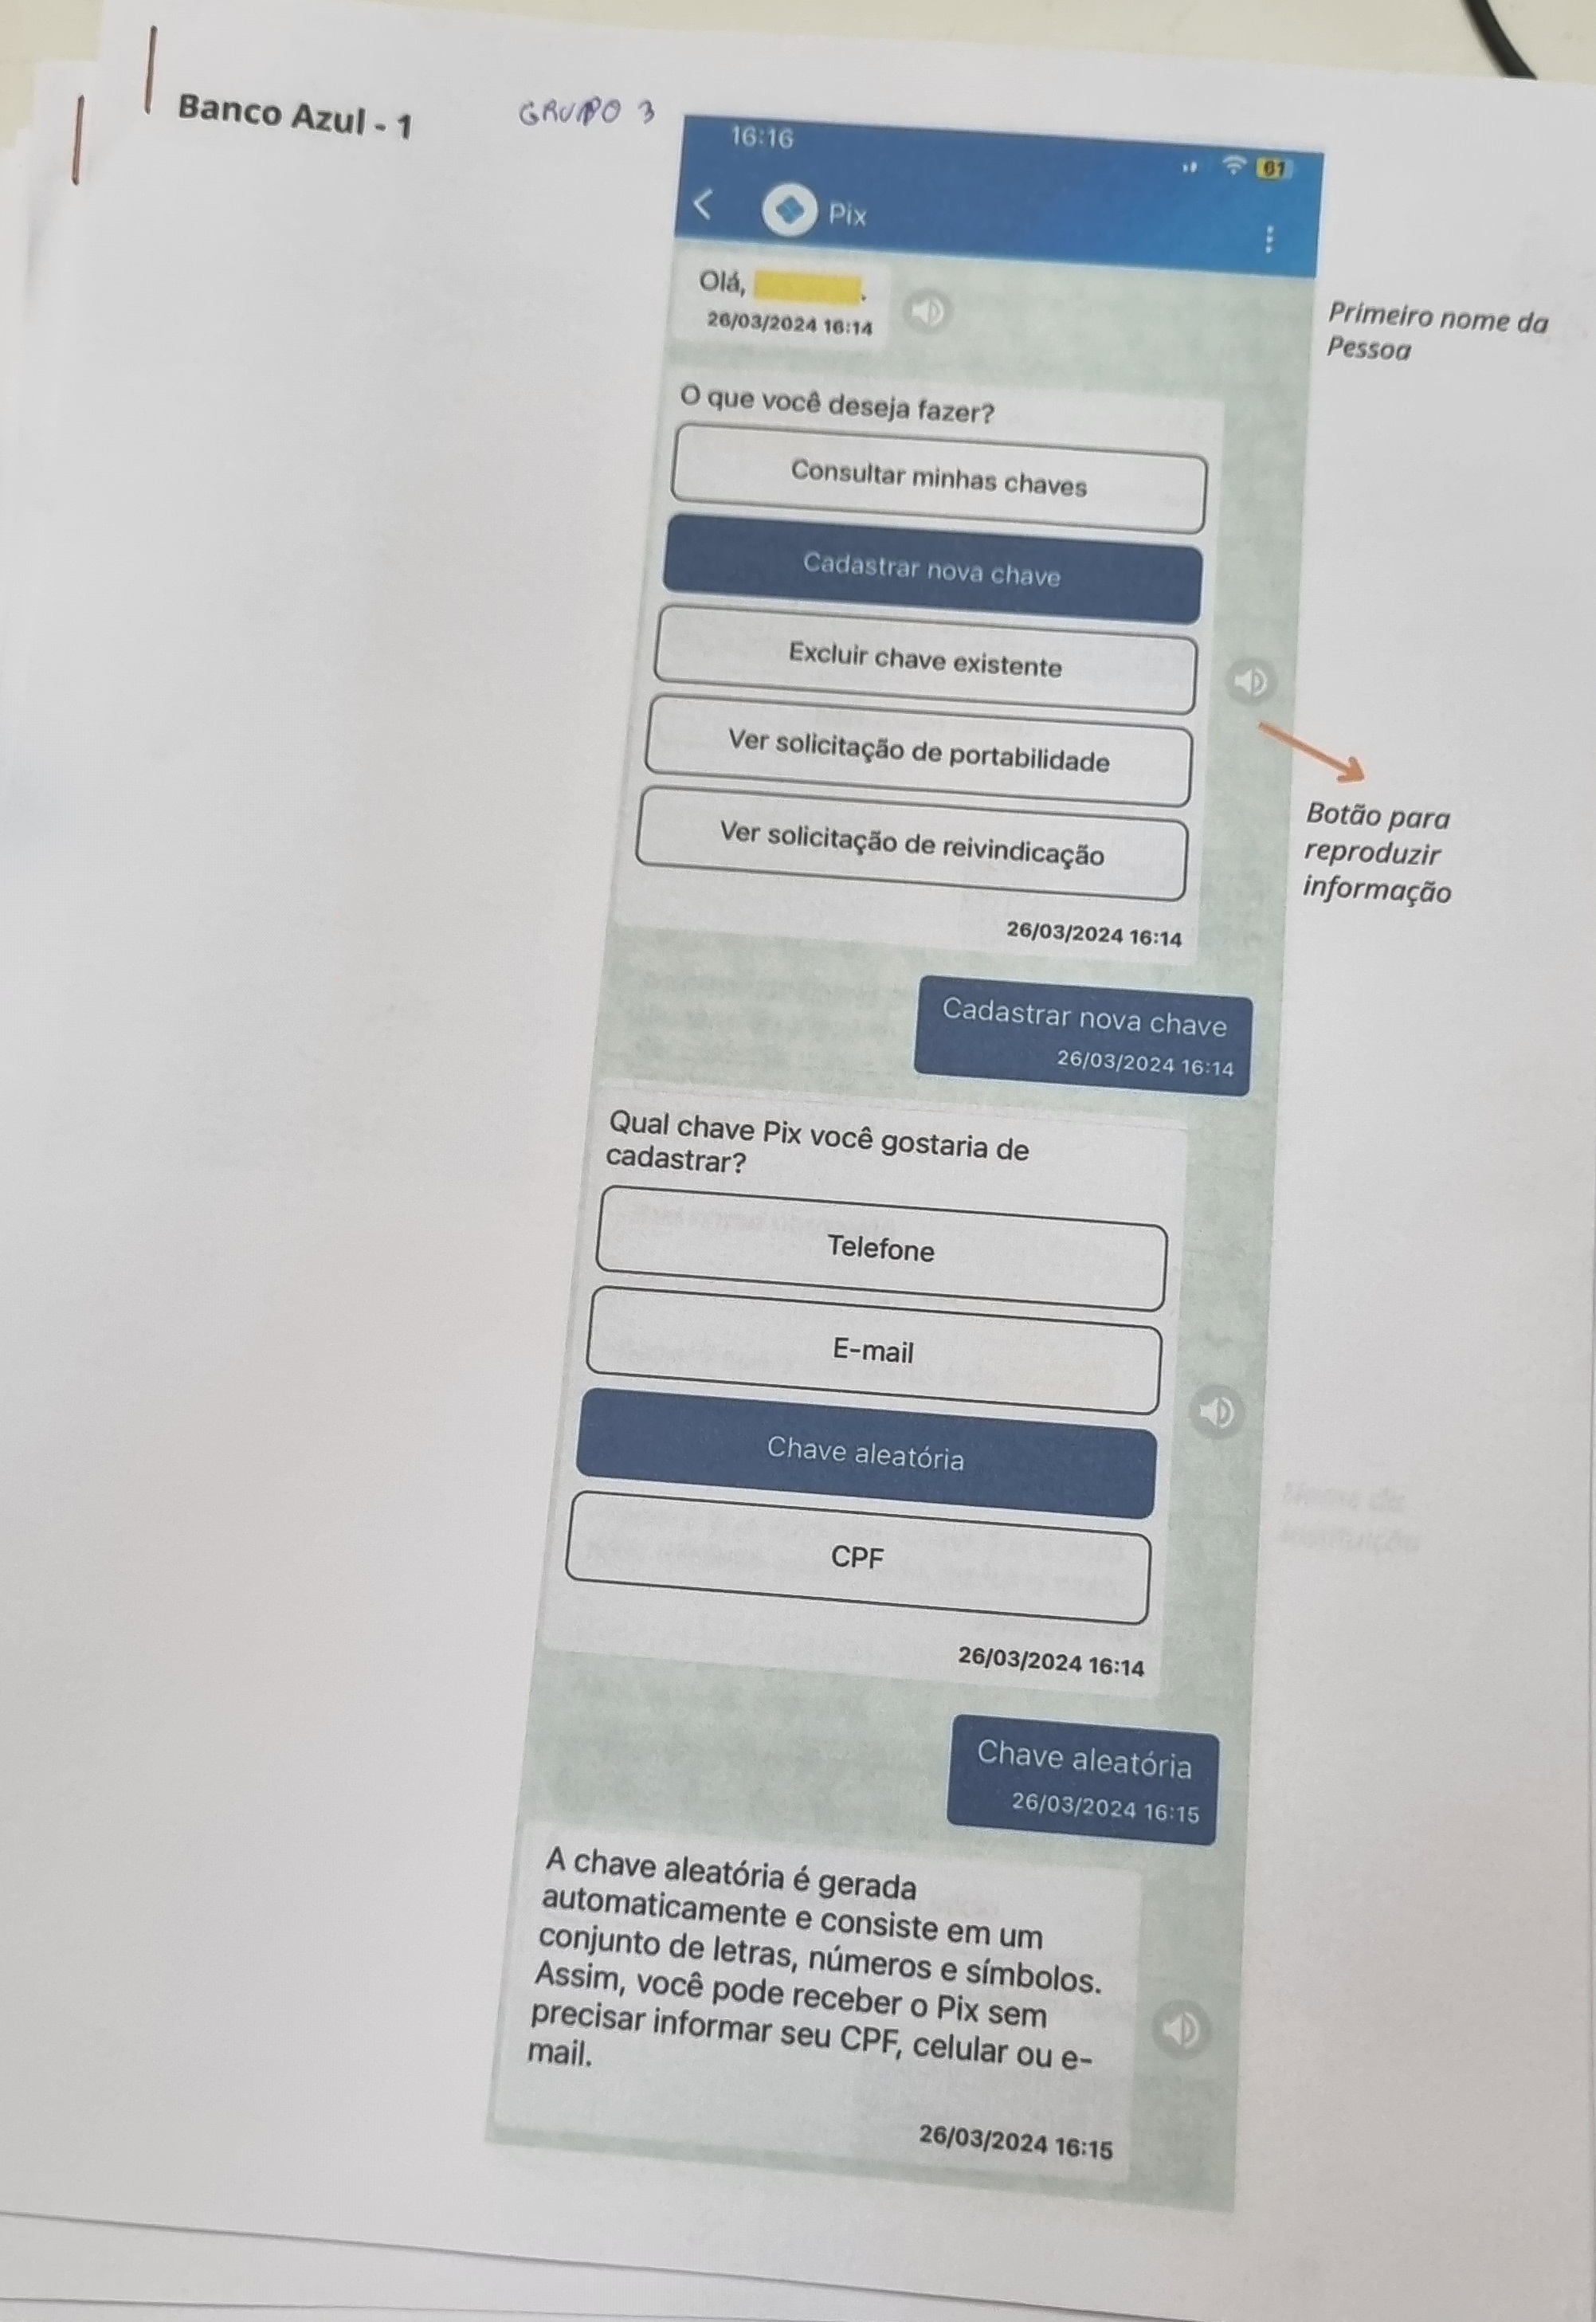 Banco Azul - 1
GRUPO 3
16:16
61
Pix
Olá, .
26/03/2024 16:14
Primeiro nome da
Pessoa
O que você deseja fazer?
Consultar minhas chaves
Cadastrar nova chave
Excluir chave existente
Ver solicitação de portabilidade
Ver solicitação de reivindicação
26/03/2024 16:14
Botão para
reproduzir
informação
Cadastrar nova chave
26/03/2024 16:14
Qual chave Pix você gostaria de
cadastrar?
Telefone
E-mail
Chave aleatória
CPF
26/03/2024 16:14
Chave aleatória
26/03/2024 16:15
A chave aleatória é gerada
automaticamente e consiste em um
conjunto de letras, números e símbolos.
Assim, você pode receber o Pix sem
precisar informar seu CPF, celular ou e-
mail.
26/03/2024 16:15